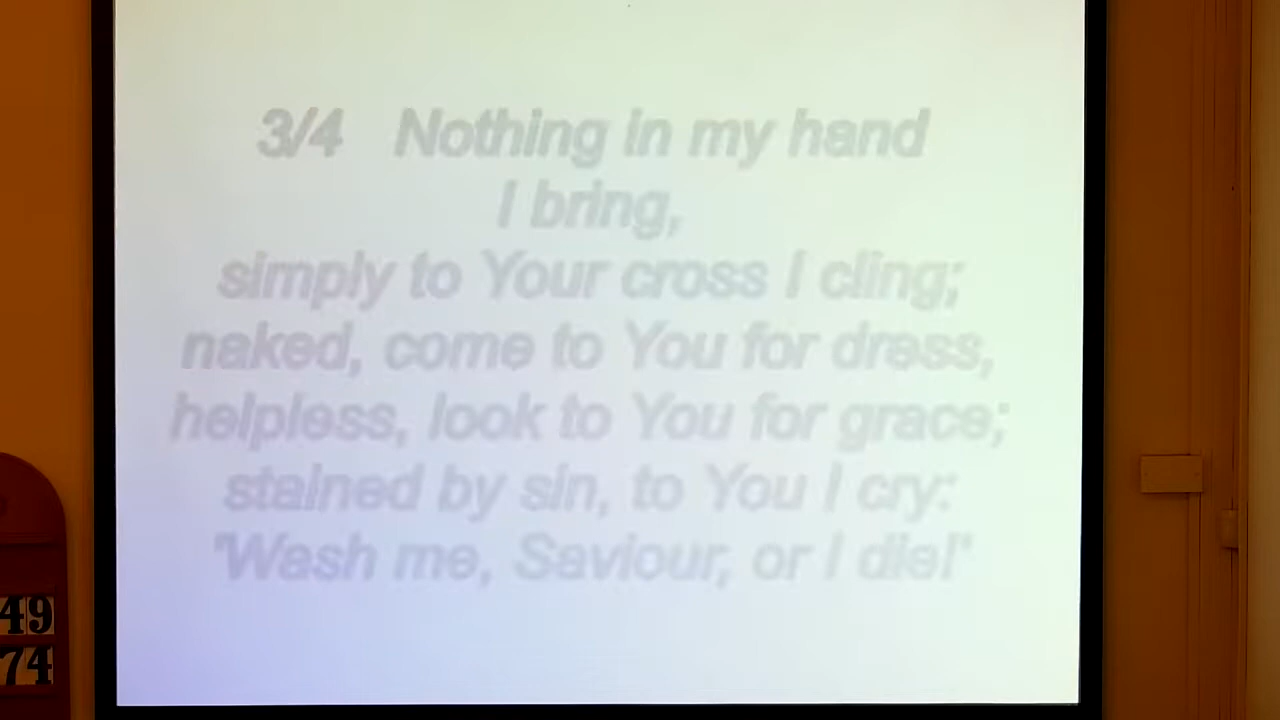 3/4 Nothing in my hand
I bring,
simply to Your cross I cling;
naked, come to You for dress,
helpless, look to You for grace;
stained by sin, to You I cry:
"Wash me, Saviour, or I die!"
49
74